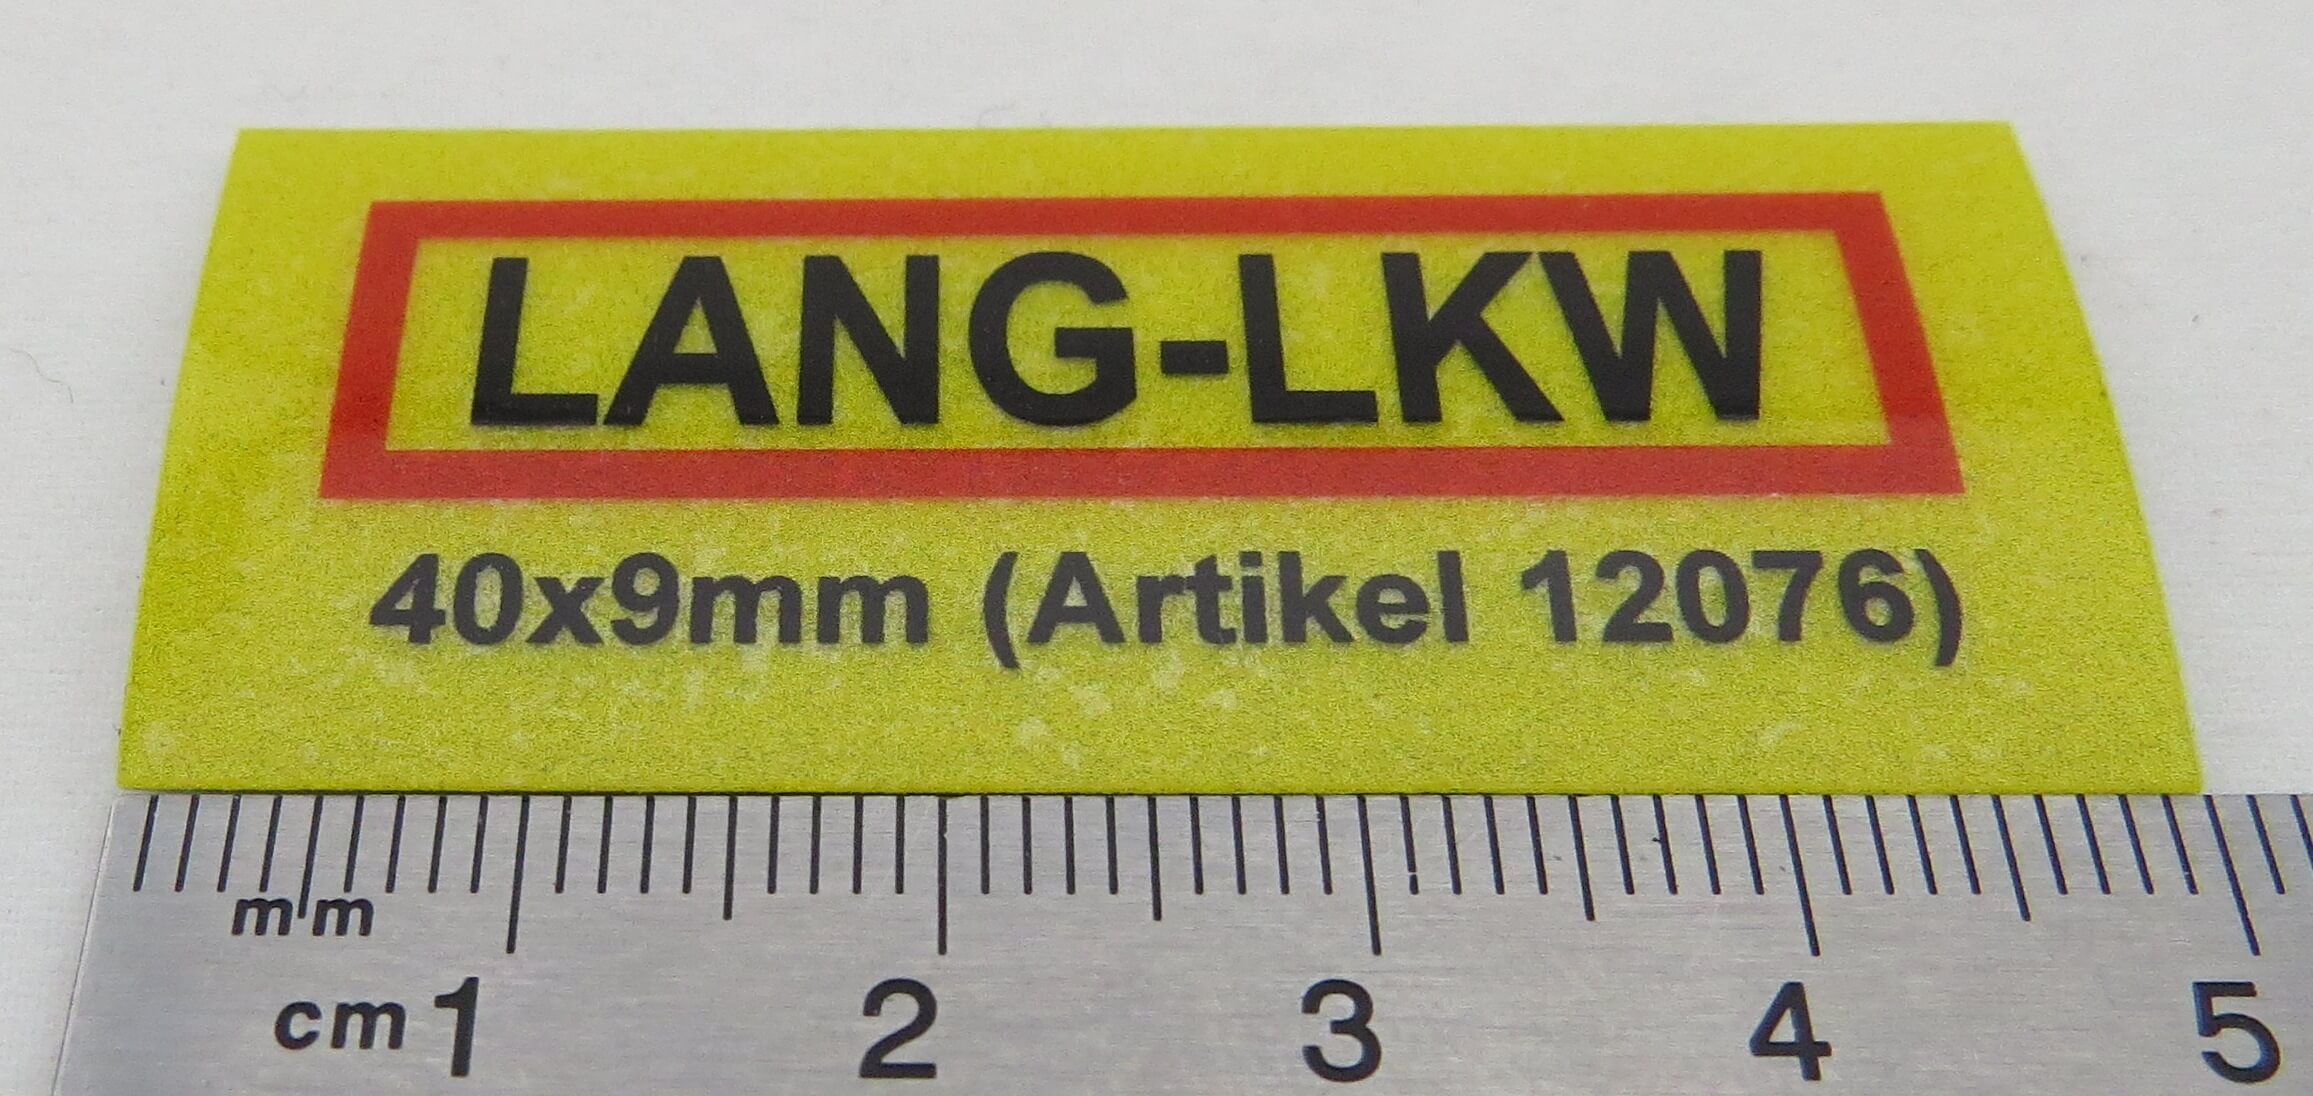 LANG-LKW
40x9mm (Artikel 12076)
mm
cm 1 2 3 4 5